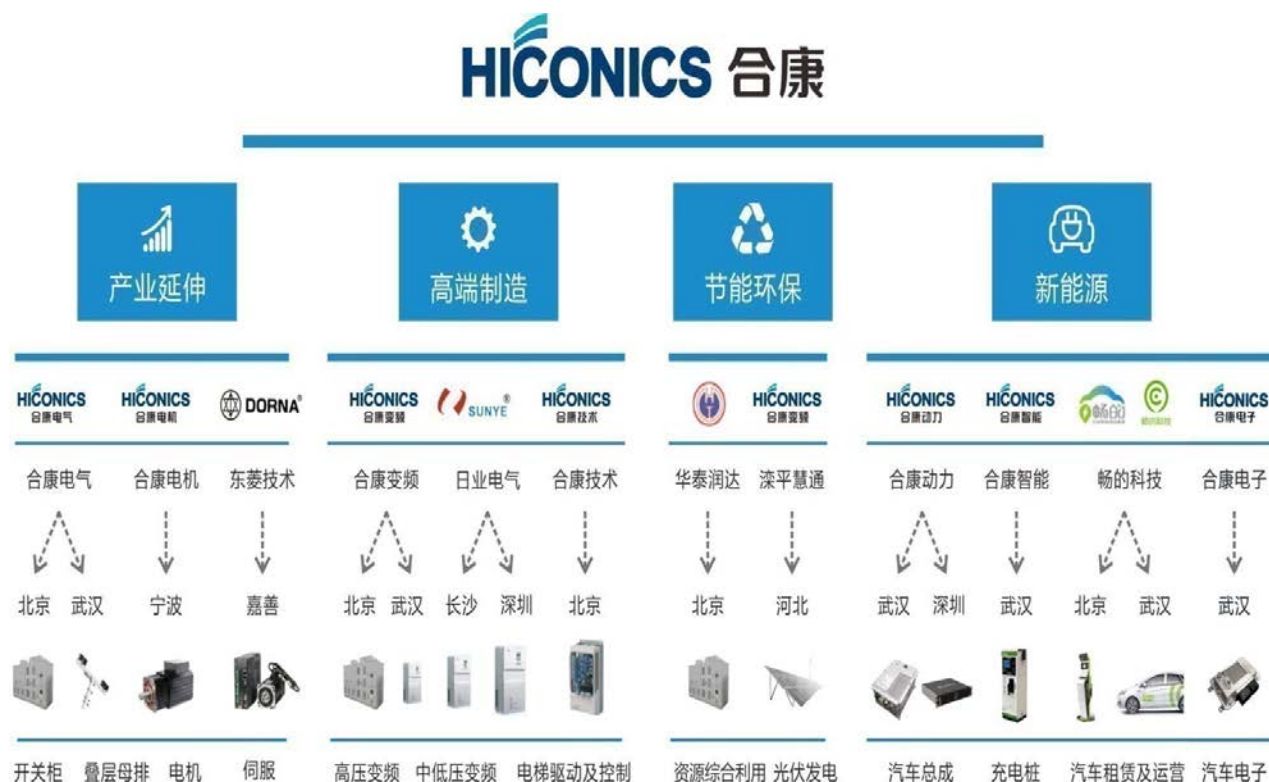 HICONICS 合康
产业延伸 高端制造 节能环保 新能源
HICONICS HICONICS DORNA® HICONICS SUNYE® HICONICS HICONICS HICONICS HICONICS 畅的 HICONICS
合康电气 合康电机 合康变频 合康技术 合康变频 合康动力 合康智能 畅的科技 合康电子
合康电气 合康电机 东菱技术 合康变频 日业电气 合康技术 华泰润达 滦平慧通 合康动力 合康智能 畅的科技 合康电子
北京 武汉 宁波 嘉善 北京 武汉 长沙 深圳 北京 北京 河北 武汉 深圳 武汉 北京 武汉 武汉
开关柜 叠层母排 电机 伺服 高压变频 中低压变频 电梯驱动及控制 资源综合利用 光伏发电 汽车总成 充电桩 汽车租赁及运营 汽车电子